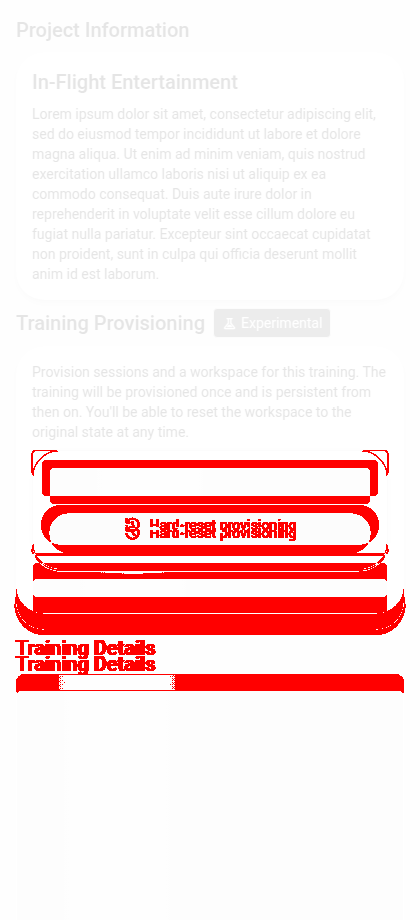 Project Information
In-Flight Entertainment
Lorem ipsum dolor sit amet, consectetur adipiscing elit,
sed do eiusmod tempor incididunt ut labore et dolore
magna aliqua. Ut enim ad minim veniam, quis nostrud
exercitation ullamco laboris nisi ut aliquip ex ea
commodo consequat. Duis aute irure dolor in
reprehenderit in voluptate velit esse cillum dolore eu
fugiat nulla pariatur. Excepteur sint occaecat cupidatat
non proident, sunt in culpa qui officia deserunt mollit
anim id est laborum.
Training Provisioning Experimental
Provision sessions and a workspace for this training. The
training will be provisioned once and is persistent from
then on. You'll be able to reset the workspace to the
original state at any time.
Hard-reset provisioning
Hard-reset provisioning
Training Details
Training Details